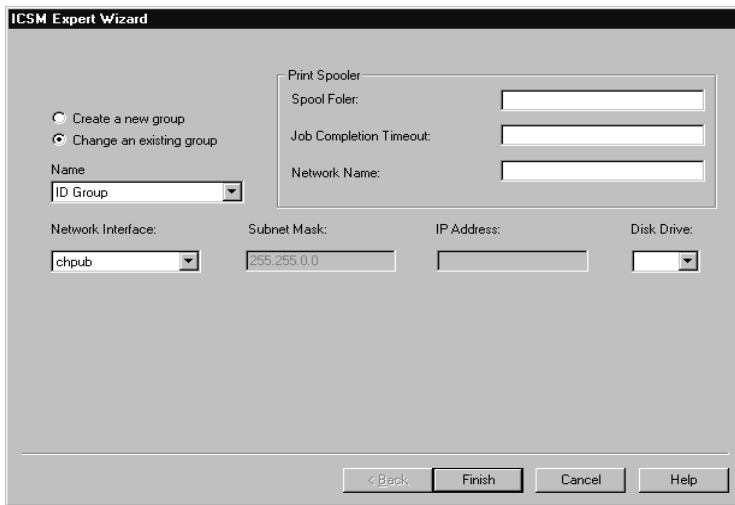 ICSM Expert Wizard
Print Spooler
Spool Foler:
Create a new group
Change an existing group
Job Completion Timeout:
Name
Network Name:
ID Group
Network Interface: Subnet Mask: IP Address: Disk Drive:
chpub 255.255.0.0
< Back Finish Cancel Help